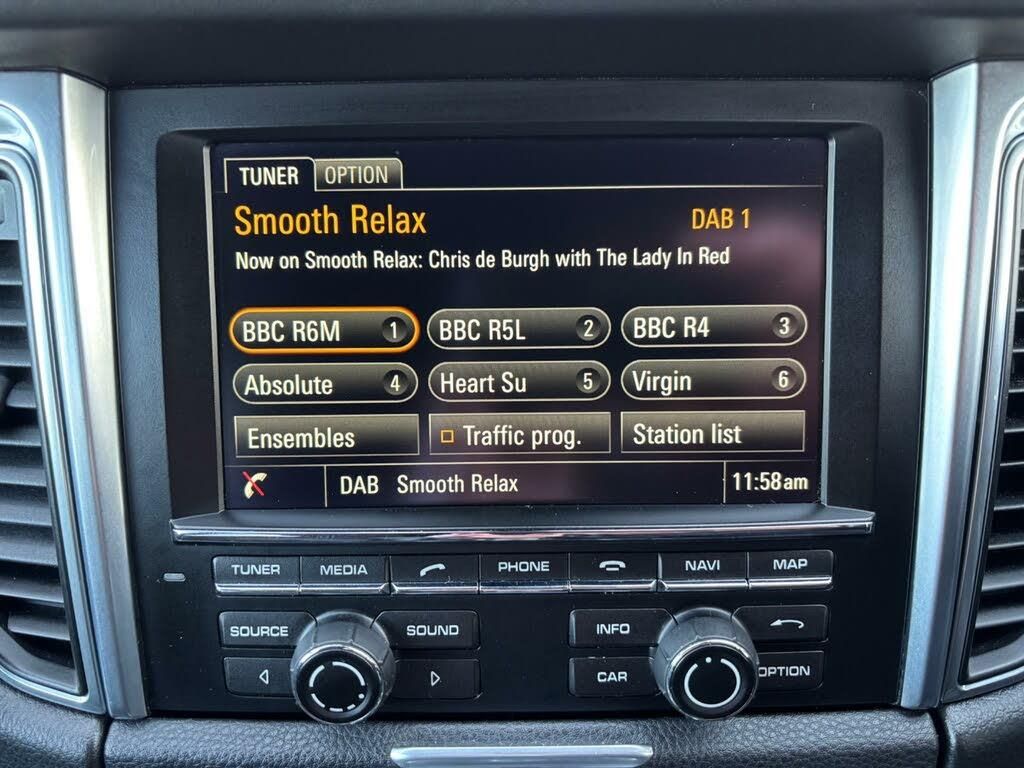 TUNER OPTION
Smooth Relax DAB 1
Now on Smooth Relax: Chris de Burgh with The Lady In Red
BBC R6M 1 BBC R5L 2 BBC R4 3
Absolute 4 Heart Su 5 Virgin 6
Ensembles Traffic prog. Station list
DAB Smooth Relax 11:58am
TUNER MEDIA PHONE NAVI MAP
SOURCE SOUND INFO
CAR OPTION